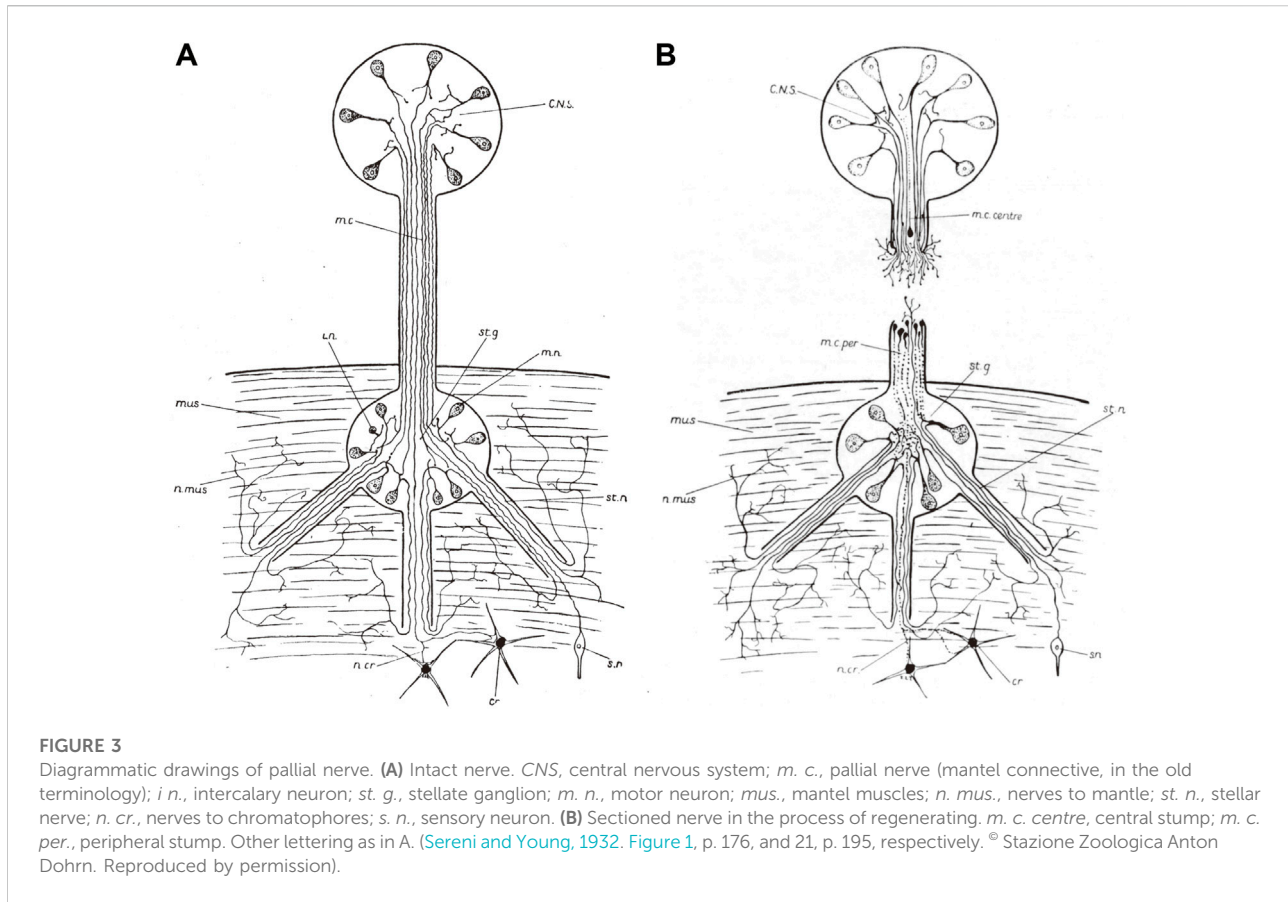 A
B
C.N.S.
C.N.S.
m.c
m.c.centre
i.n.
st.g
m.n
m.c.per
st.g
st.n
mus
mus
n.mus
st.n
n.mus
n.cr
s.n
cr
n.cr.
sn
cr
FIGURE 3
Diagrammatic drawings of pallial nerve. (A) Intact nerve. CNS, central nervous system; m. c., pallial nerve (mantel connective, in the old
terminology); i n., intercalary neuron; st. g., stellate ganglion; m. n., motor neuron; mus., mantel muscles; n. mus., nerves to mantle; st. n., stellar
nerve; n. cr., nerves to chromatophores; s. n., sensory neuron. (B) Sectioned nerve in the process of regenerating. m. c. centre, central stump; m. c.
per., peripheral stump. Other lettering as in A. (Sereni and Young, 1932. Figure 1, p. 176, and 21, p. 195, respectively. © Stazione Zoologica Anton
Dohrn. Reproduced by permission).